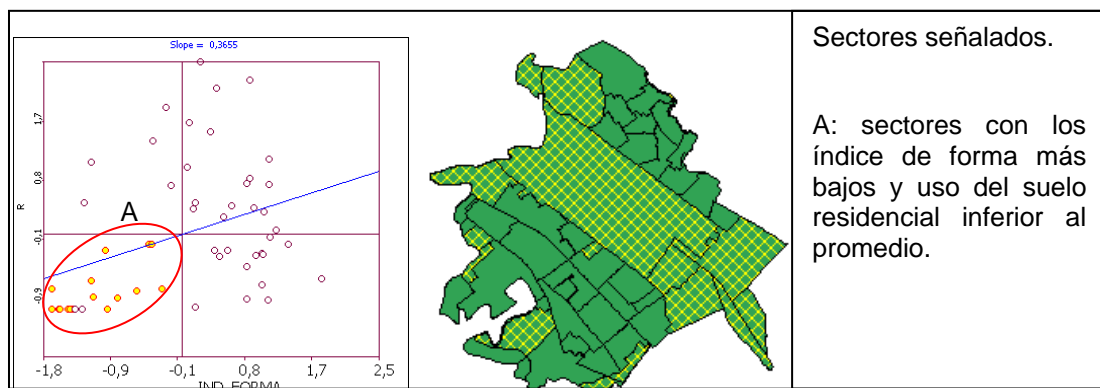 Slope = 0,3655
R
1,7
0,8
-0,1
-0,9
A
-1,8 -0,9 -0,1 0,8 1,7 2,5
IND_FORMA
Sectores señalados.
A: sectores con los
índice de forma más
bajos y uso del suelo
residencial inferior al
promedio.